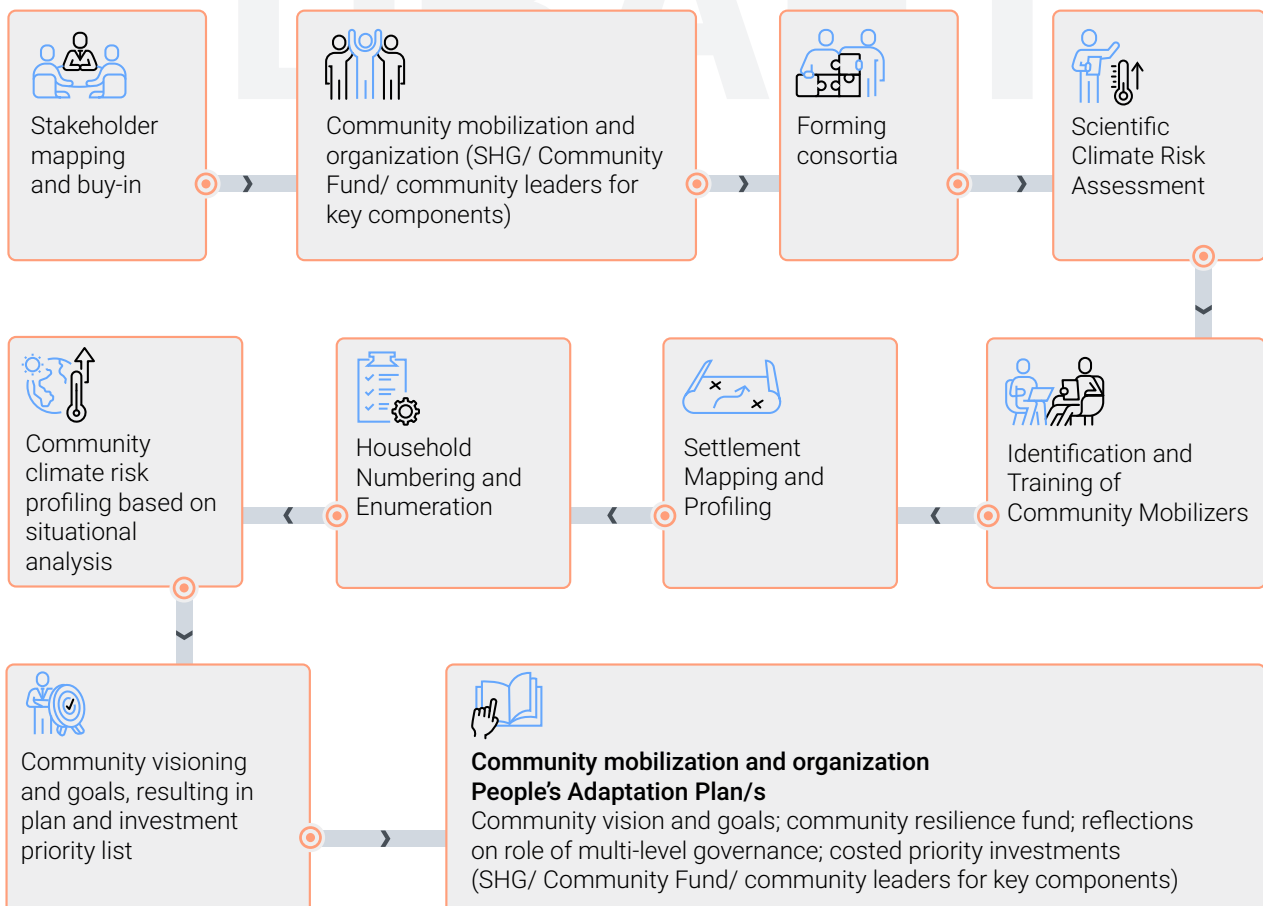 DRAFT
Stakeholder
mapping
and buy-in
Community mobilization and
organization (SHG/ Community
Fund/ community leaders for
key components)
Forming
consortia
Scientific
Climate Risk
Assessment
Identification and
Training of
Community Mobilizers
Settlement
Mapping and
Profiling
Household
Numbering and
Enumeration
Community
climate risk
profiling based on
situational
analysis
Community visioning
and goals, resulting in
plan and investment
priority list
Community mobilization and organization
People’s Adaptation Plan/s
Community vision and goals; community resilience fund; reflections
on role of multi-level governance; costed priority investments
(SHG/ Community Fund/ community leaders for key components)